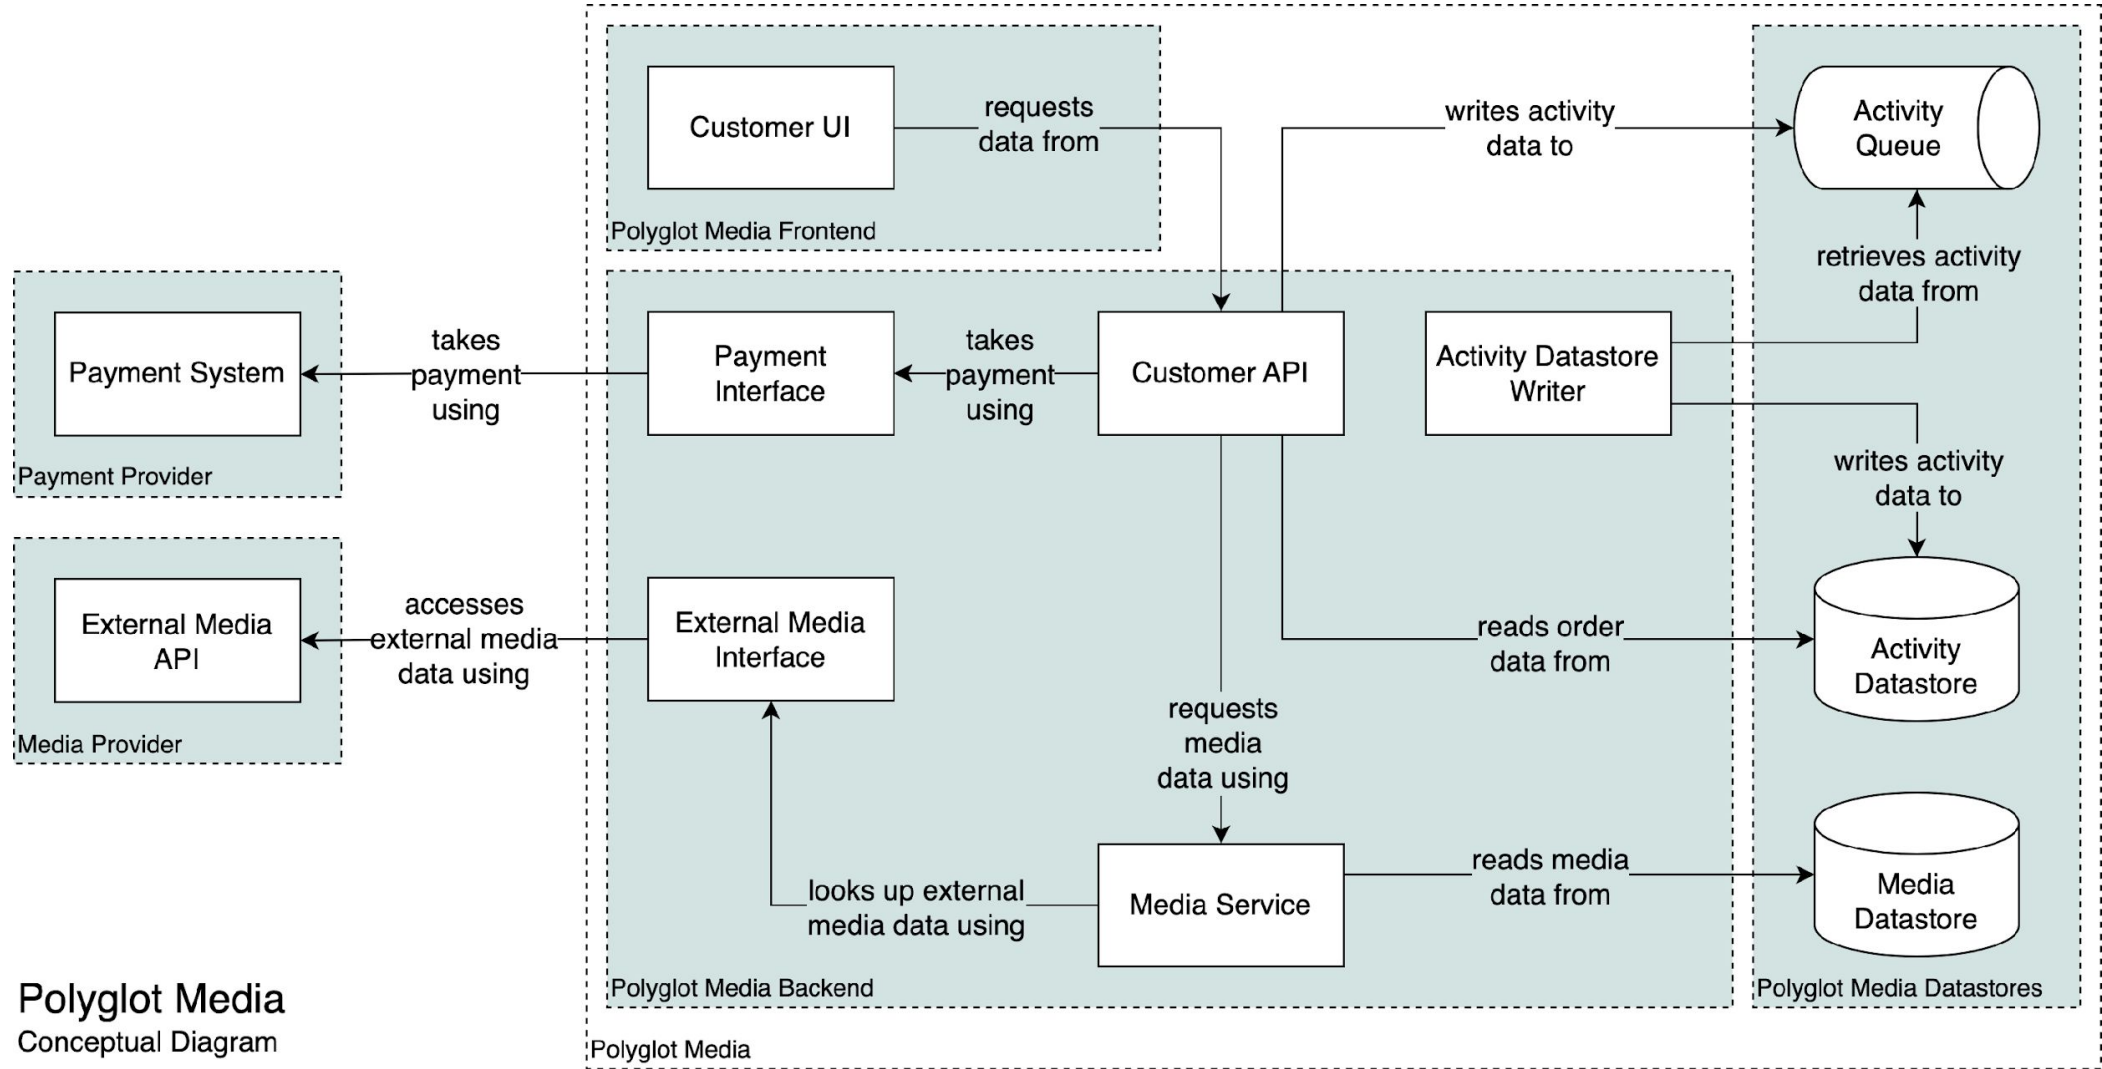 Customer UI
requests
data from
Polyglot Media Frontend
writes activity
data to
Activity
Queue
retrieves activity
data from
Payment System
Payment Provider
takes
payment
using
Payment
Interface
takes
payment
using
Customer API
Activity Datastore
Writer
writes activity
data to
External Media
API
Media Provider
accesses
external media
data using
External Media
Interface
requests
media
data using
reads order
data from
Activity
Datastore
looks up external
media data using
Media Service
reads media
data from
Media
Datastore
Polyglot Media Backend
Polyglot Media Datastores
Polyglot Media
Conceptual Diagram
Polyglot Media